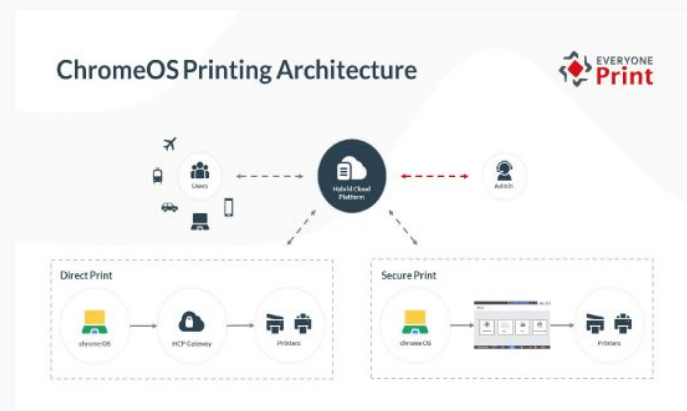 ChromeOS Printing Architecture
EVERYONE
Print
Users
Hybrid Cloud
Platform
Admin
Direct Print
Secure Print
chromeOS
HCP Gateway
Printers
chromeOS
Printers